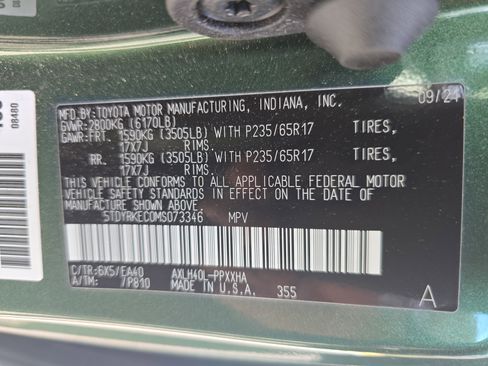 08480
MFD.BY:TOYOTA MOTOR MANUFACTURING, INDIANA, INC. 09/24
GVWR:2800KG (6170LB)
GAWR:FRT. 1590KG (3505LB) WITH P235/65R17 TIRES,
17X7J RIMS.
RR. 1590KG (3505LB) WITH P235/65R17 TIRES,
17X7J RIMS.
THIS VEHICLE CONFORMS TO ALL APPLICABLE FEDERAL MOTOR
VEHICLE SAFETY STANDARDS IN EFFECT ON THE DATE OF
MANUFACTURE SHOWN ABOVE.
5TDYRKEC0MS073346 MPV
C/TR:6X5/EA40 AXLH40L-PPXXHA
A/TM: /P810 MADE IN U.S.A. 355 A